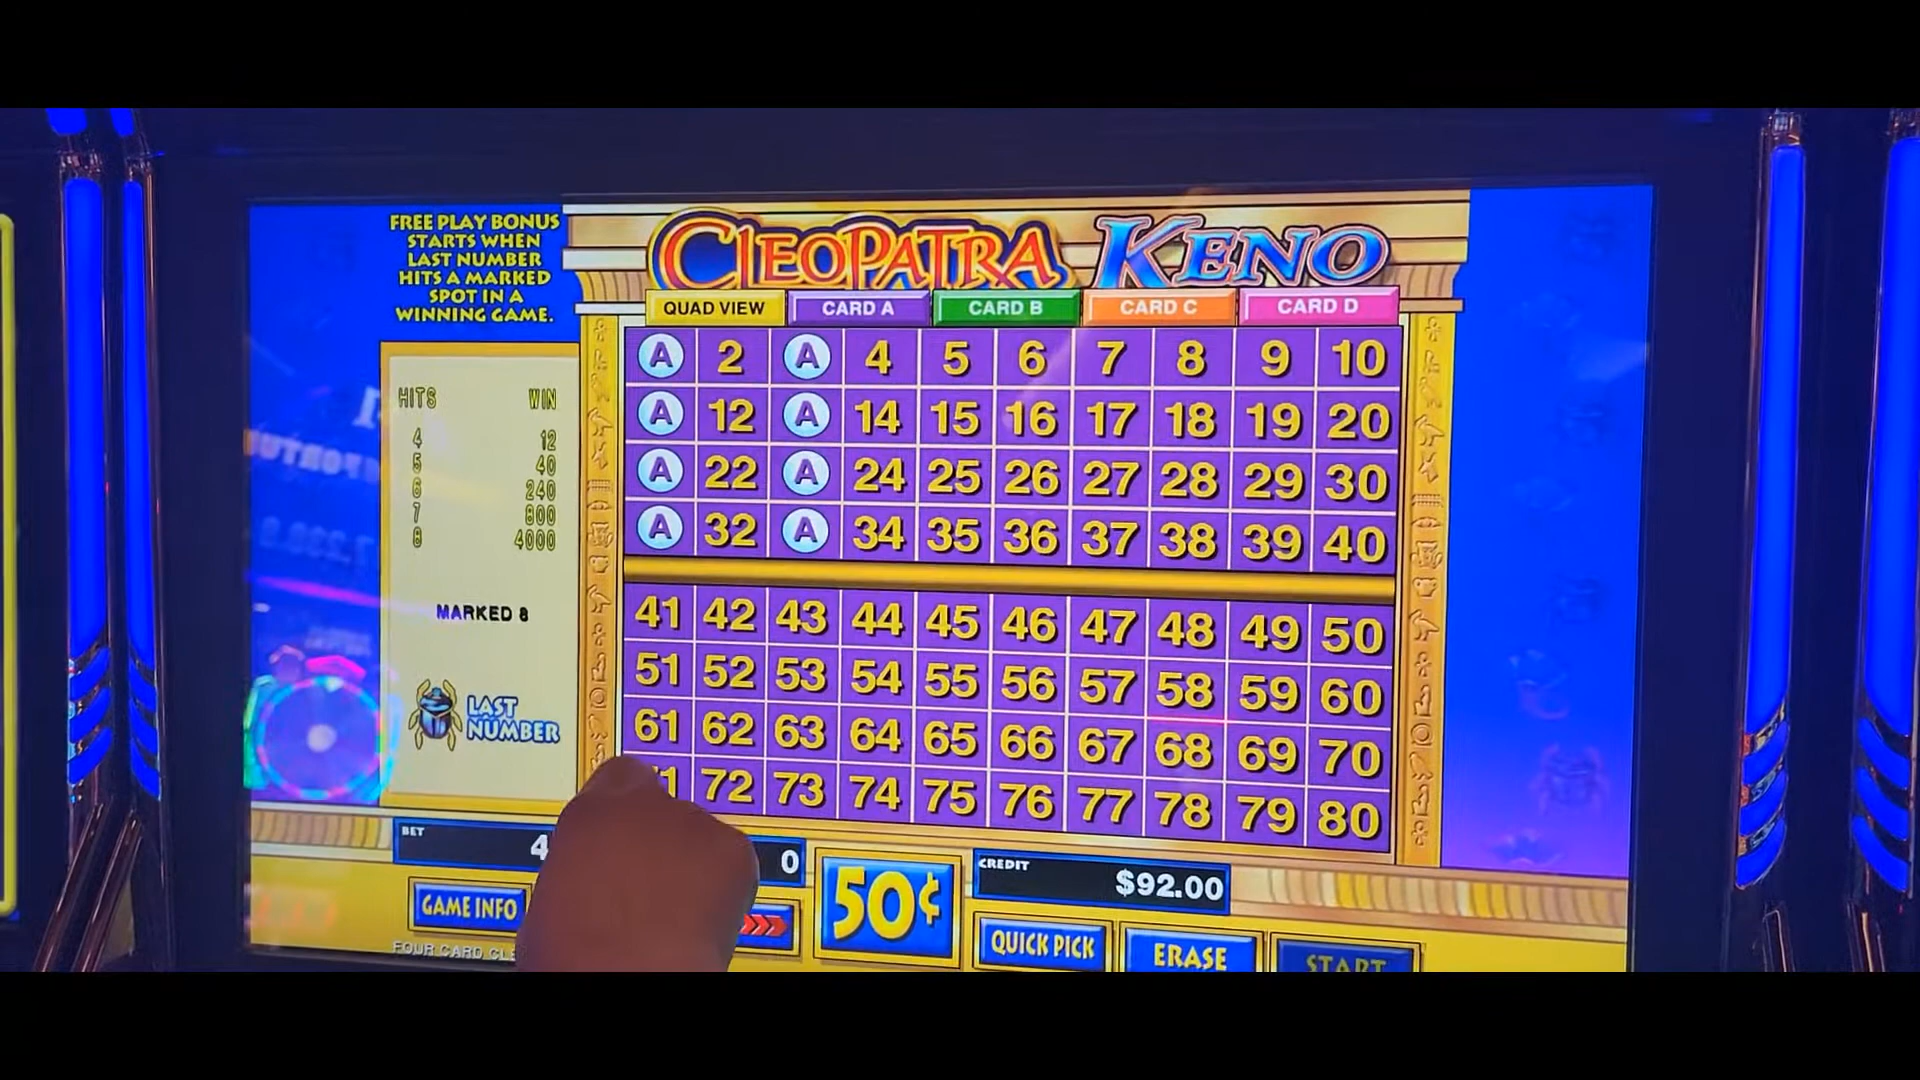 FREE PLAY BONUS
STARTS WHEN
LAST NUMBER
HITS A MARKED
SPOT IN A
WINNING GAME.
CLEOPATRA KENO
QUAD VIEW CARD A CARD B CARD C CARD D
HITS WIN
4 12
5 40
6 240
7 800
8 4000
MARKED 8
LAST
NUMBER
A 2 A 4 5 6 7 8 9 10
A 12 A 14 15 16 17 18 19 20
A 22 A 24 25 26 27 28 29 30
A 32 A 34 35 36 37 38 39 40
41 42 43 44 45 46 47 48 49 50
51 52 53 54 55 56 57 58 59 60
61 62 63 64 65 66 67 68 69 70
72 73 74 75 76 77 78 79 80
BET 4
0
50¢
CREDIT $92.00
GAME INFO
QUICK PICK
ERASE
START
FOUR CARD